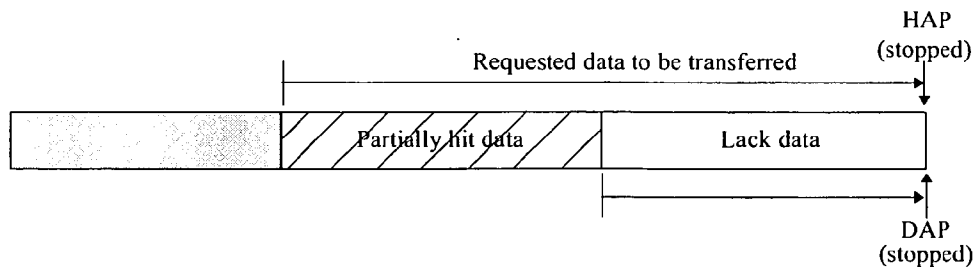 HAP
(stopped)
Requested data to be transferred
Partially hit data
Lack data
DAP
(stopped)